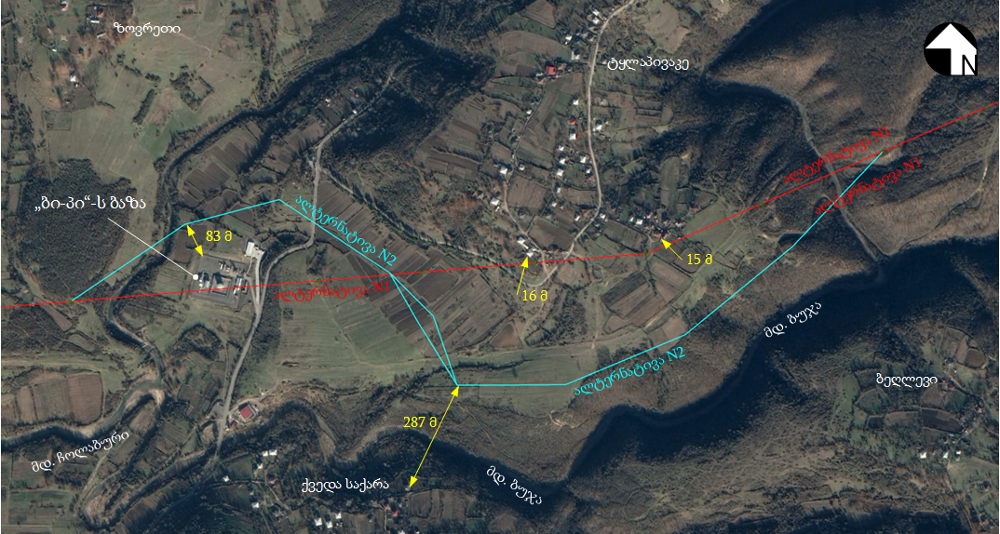 ზოვრეთი
ტყლაპივაკე
N
ალტერნატივა N1
ალტერნატივა N1
„ბი-პი“-ს ბაზა
ალტერნატივა N2
83 მ
15 მ
ალტერნატივა N1
16 მ
მდ. ბუჯა
ალტერნატივა N2
ბეღლევი
287 მ
მდ. ჩოლაბური
ქვედა საქარა
მდ. ბუჯა